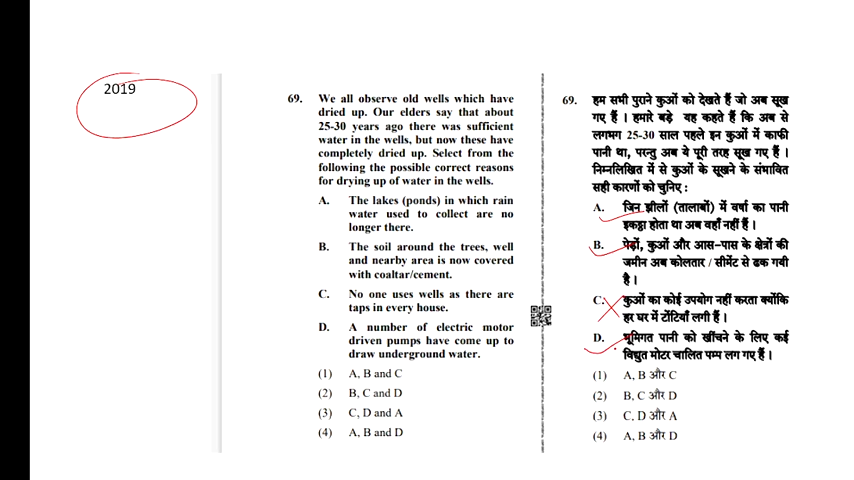 2019
69. We all observe old wells which have
dried up. Our elders say that about
25-30 years ago there was sufficient
water in the wells, but now these have
completely dried up. Select from the
following the possible correct reasons
for drying up of water in the wells.
A. The lakes (ponds) in which rain
water used to collect are no
longer there.
B. The soil around the trees, well
and nearby area is now covered
with coaltar/cement.
C. No one uses wells as there are
taps in every house.
D. A number of electric motor
driven pumps have come up to
draw underground water.
(1) A, B and C
(2) B, C and D
(3) C, D and A
(4) A, B and D
69. हम सभी पुराने कुओं को देखते हैं जो अब सूख
गए हैं । हमारे बड़े यह कहते हैं कि अब से
लगभग 25-30 साल पहले इन कुओं में काफी
पानी था, परन्तु अब ये पूरी तरह सूख गए हैं ।
निम्नलिखित में से कुओं के सूखने के संभावित
सही कारणों को चुनिए :
A. जिन झीलों (तालाबों) में वर्षा का पानी
इकठ्ठा होता था अब वहाँ नहीं हैं ।
B. पेड़ों, कुओं और आस-पास के क्षेत्रों की
जमीन अब कोलतार / सीमेंट से ढक गयी
है ।
C. कुओं का कोई उपयोग नहीं करता क्योंकि
हर घर में टोंटियाँ लगी हैं ।
D. भूमिगत पानी को खींचने के लिए कई
विद्युत मोटर चालित पम्प लग गए हैं ।
(1) A, B और C
(2) B, C और D
(3) C, D और A
(4) A, B और D